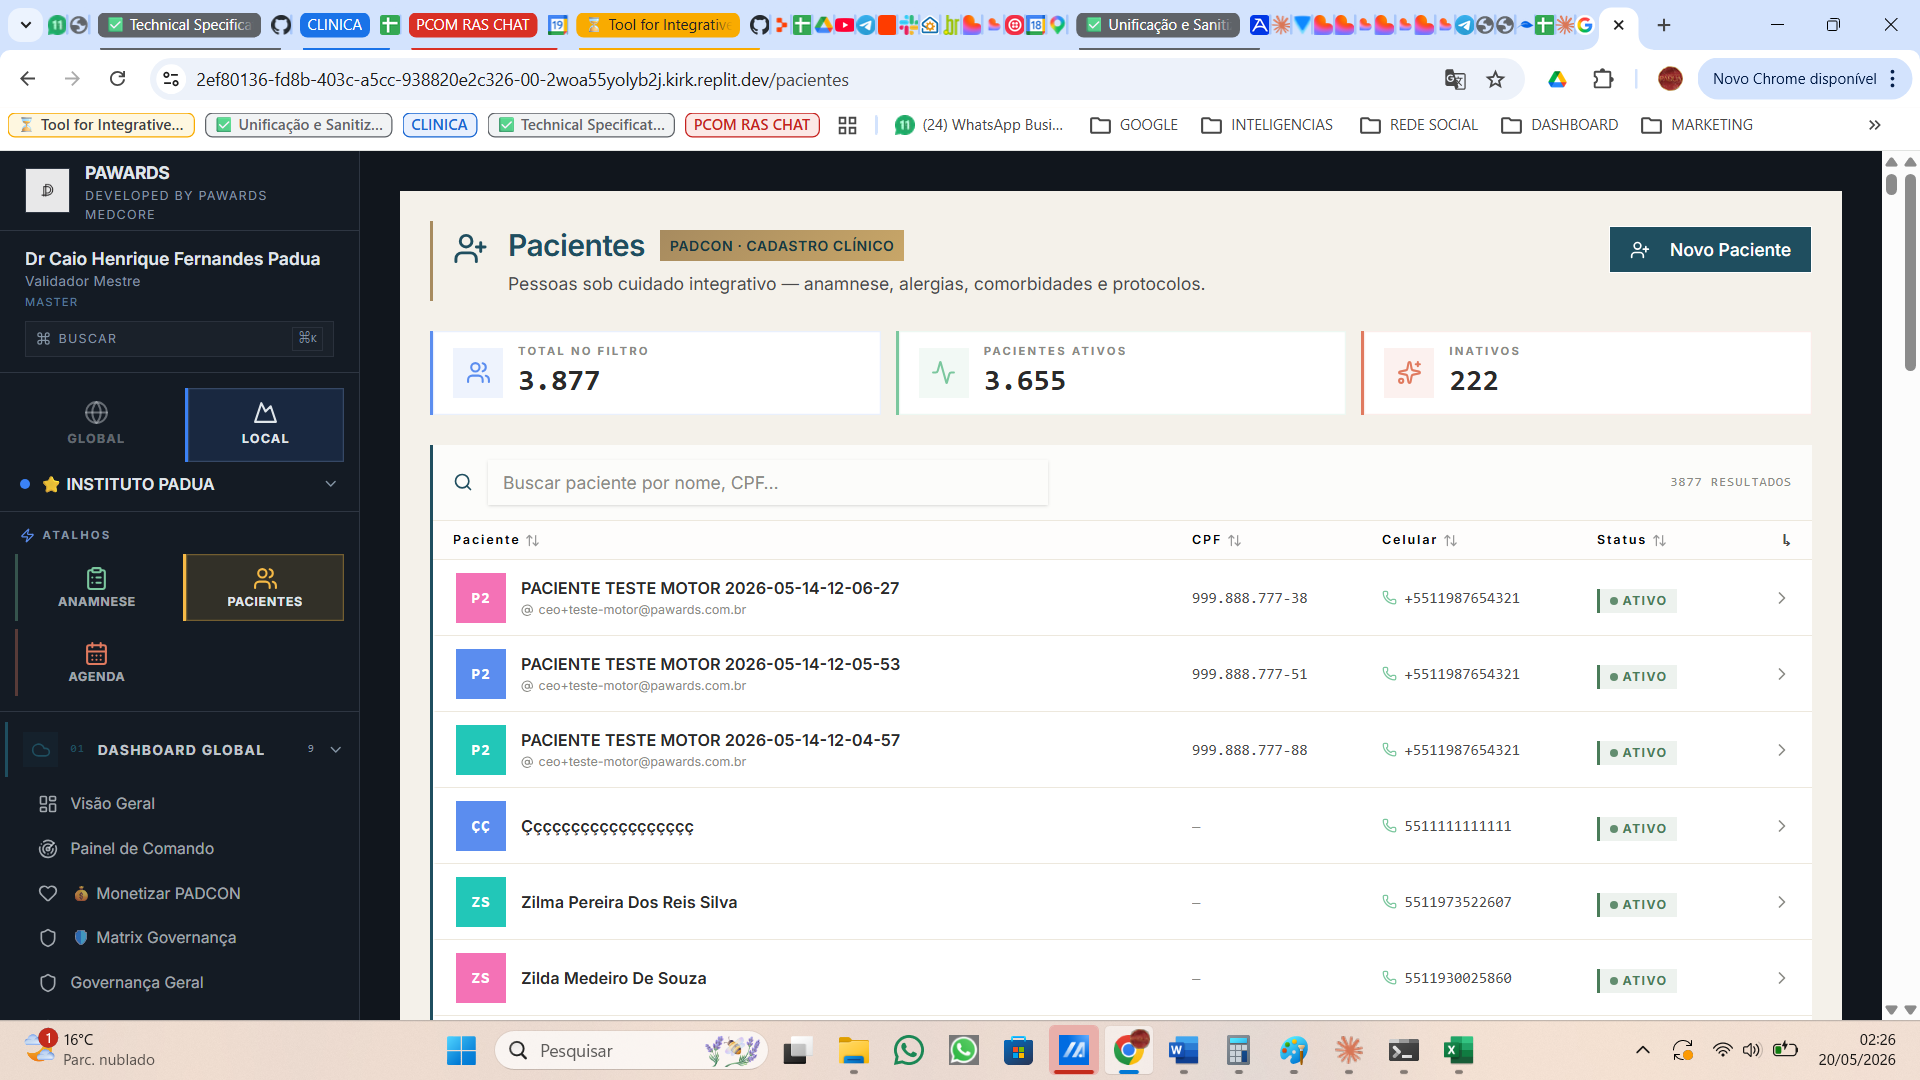 Technical Specifica
CLINICA
PCOM RAS CHAT
Tool for Integrativ
Unificação e Saniti
2ef80136-fd8b-403c-a5cc-938820e2c326-00-2woa55yolyb2j.kirk.replit.dev/pacientes
Novo Chrome disponível
Tool for Integrative...
Unificação e Sanitiz...
CLINICA
Technical Specificat...
PCOM RAS CHAT
(24) WhatsApp Busi...
GOOGLE
INTELIGENCIAS
REDE SOCIAL
DASHBOARD
MARKETING
PAWARDS
DEVELOPED BY PAWARDS
MEDCORE
Dr Caio Henrique Fernandes Padua
Validador Mestre
MASTER
⌘ BUSCAR ⌘K
GLOBAL
LOCAL
INSTITUTO PADUA
ATALHOS
ANAMNESE
PACIENTES
AGENDA
01 DASHBOARD GLOBAL 9
Visão Geral
Painel de Comando
Monetizar PADCON
Matrix Governança
Governança Geral
Pacientes
PADCON · CADASTRO CLÍNICO
Pessoas sob cuidado integrativo — anamnese, alergias, comorbidades e protocolos.
Novo Paciente
TOTAL NO FILTRO
3.877
PACIENTES ATIVOS
3.655
INATIVOS
222
Buscar paciente por nome, CPF...
3877 RESULTADOS
Paciente CPF Celular Status
P2 PACIENTE TESTE MOTOR 2026-05-14-12-06-27 999.888.777-38 +5511987654321 ATIVO
@ ceo+teste-motor@pawards.com.br
P2 PACIENTE TESTE MOTOR 2026-05-14-12-05-53 999.888.777-51 +5511987654321 ATIVO
@ ceo+teste-motor@pawards.com.br
P2 PACIENTE TESTE MOTOR 2026-05-14-12-04-57 999.888.777-88 +5511987654321 ATIVO
@ ceo+teste-motor@pawards.com.br
ÇÇ Çççççççççççççççççç — 5511111111111 ATIVO
ZS Zilma Pereira Dos Reis Silva — 5511973522607 ATIVO
ZS Zilda Medeiro De Souza — 5511930025860 ATIVO
1
16°C
Parc. nublado
Pesquisar
02:26
20/05/2026